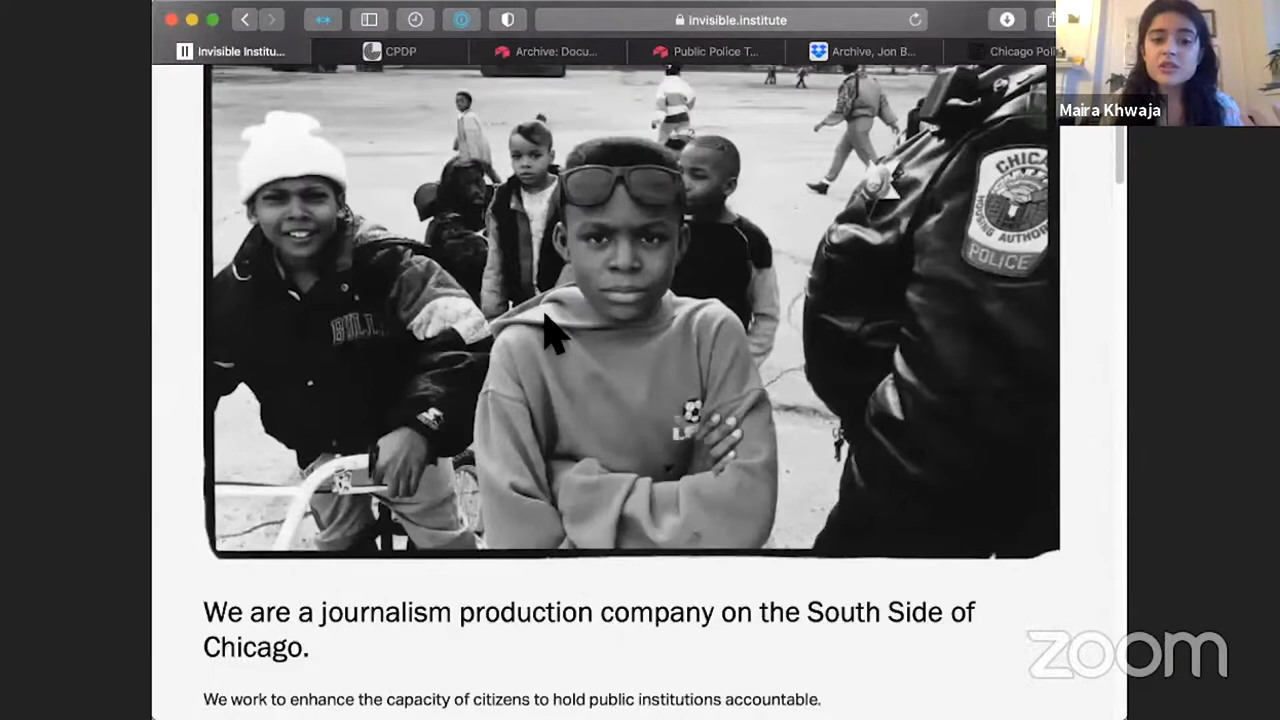 invisible.institute
Invisible Institu...
CPDP
Archive: Docu...
Public Police T...
Archive, Jon B...
Chicago Poli
Maira Khwaja
CHICA
HOUSING AUTHOR
POLICE
BULL
We are a journalism production company on the South Side of
Chicago.
We work to enhance the capacity of citizens to hold public institutions accountable.
zoom